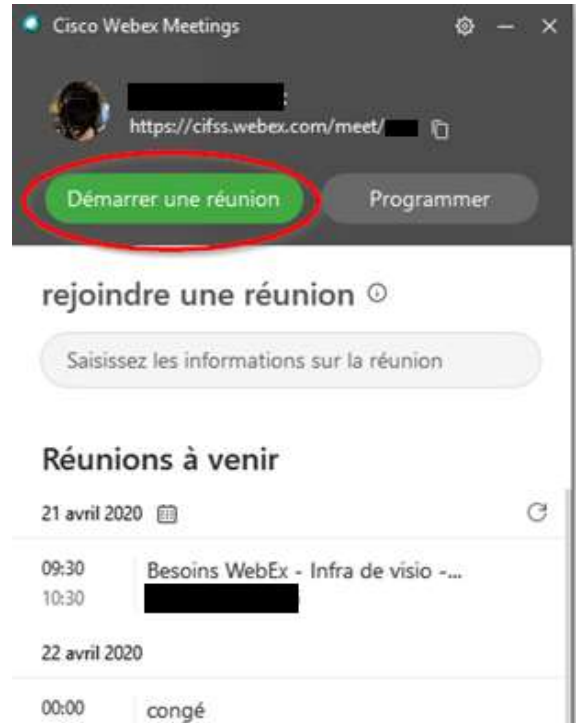 Cisco Webex Meetings
https://cifss.webex.com/meet/
Démarrer une réunion
Programmer
rejoindre une réunion
Saisissez les informations sur la réunion
Réunions à venir
21 avril 2020
09:30 Besoins WebEx - Infra de visio -...
10:30
22 avril 2020
00:00 congé